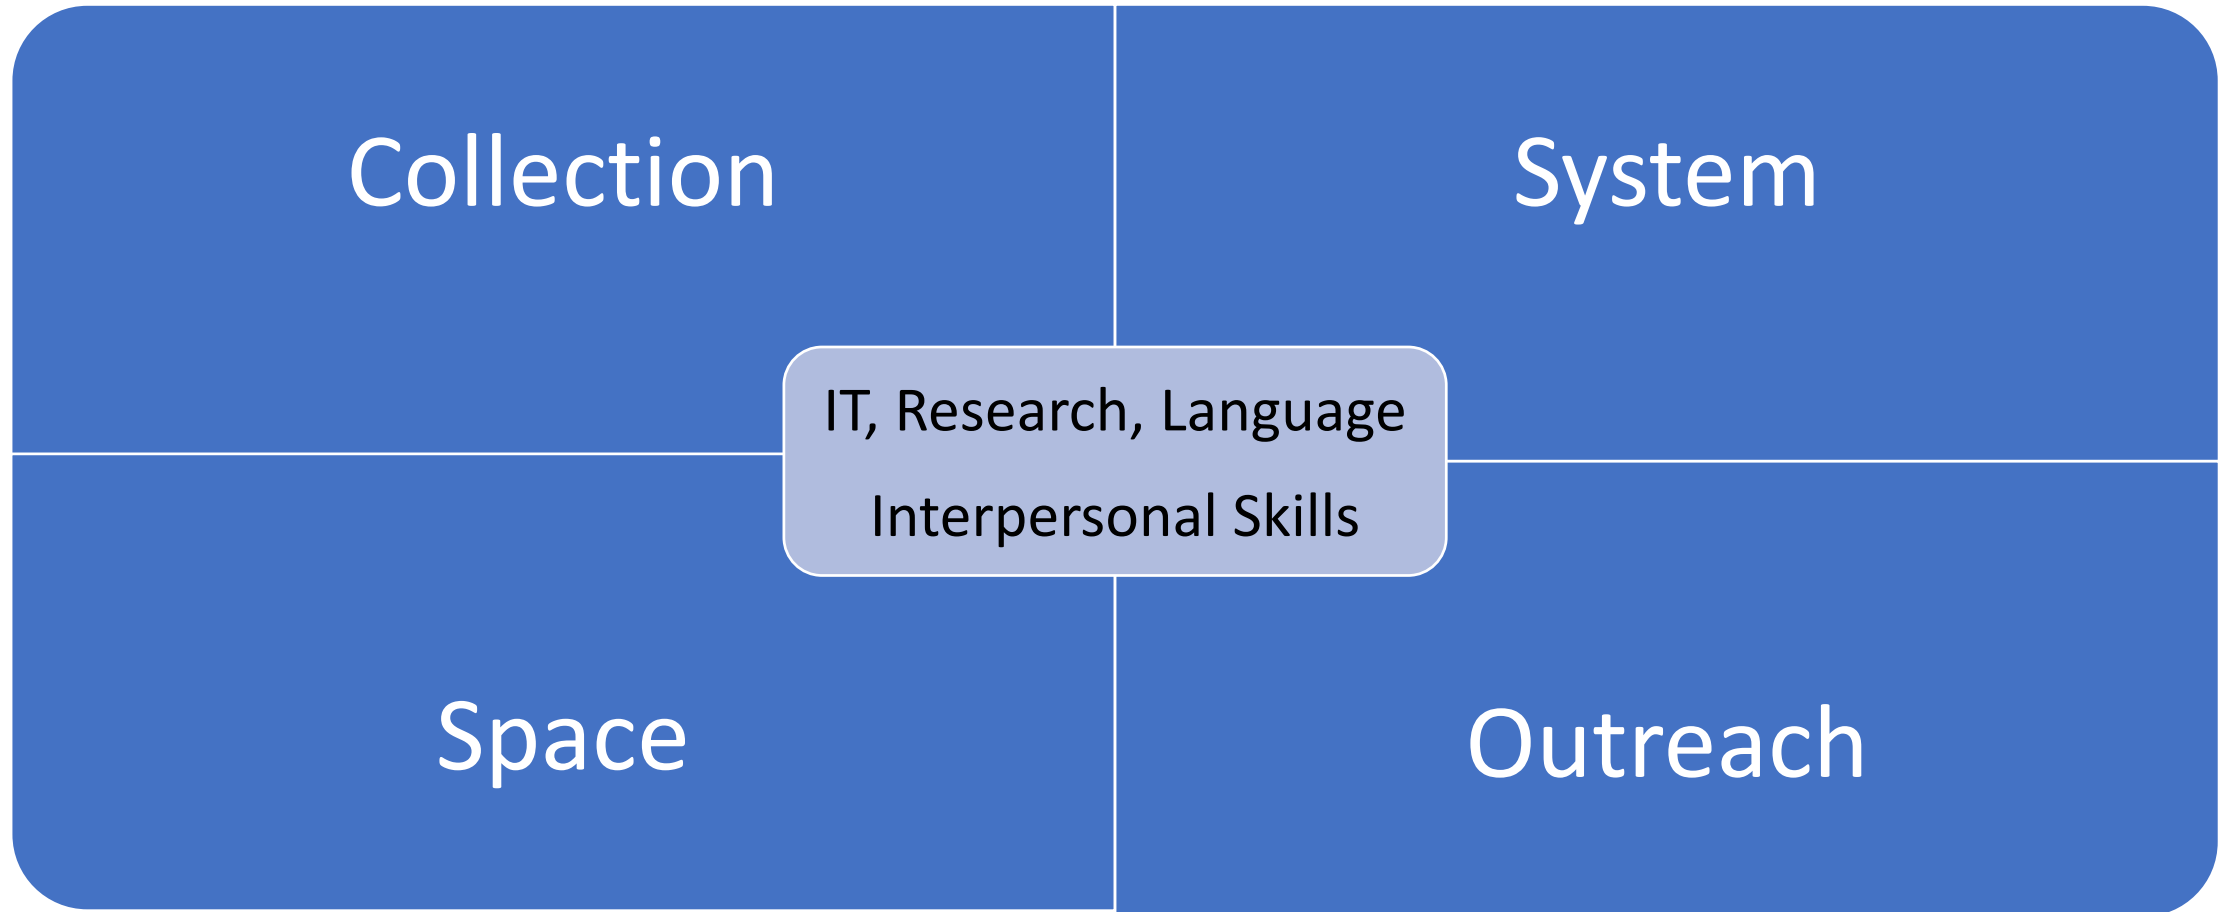 Collection
System
IT, Research, Language
Interpersonal Skills
Space
Outreach